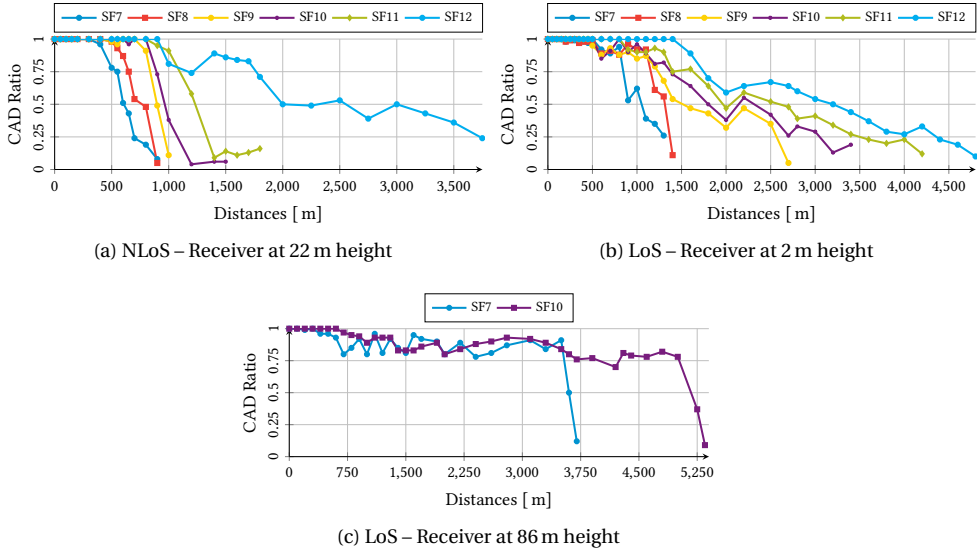 SF7 SF8 SF9 SF10 SF11 SF12
CAD Ratio
1
0.75
0.5
0.25
0
0 500 1,000 1,500 2,000 2,500 3,000 3,500
Distances [ m]
(a) NLoS – Receiver at 22 m height
SF7 SF8 SF9 SF10 SF11 SF12
CAD Ratio
1
0.75
0.5
0.25
0
0 500 1,000 1,500 2,000 2,500 3,000 3,500 4,000 4,500
Distances [ m]
(b) LoS – Receiver at 2 m height
SF7 SF10
CAD Ratio
1
0.75
0.5
0.25
0
0 750 1,500 2,250 3,000 3,750 4,500 5,250
Distances [ m]
(c) LoS – Receiver at 86 m height